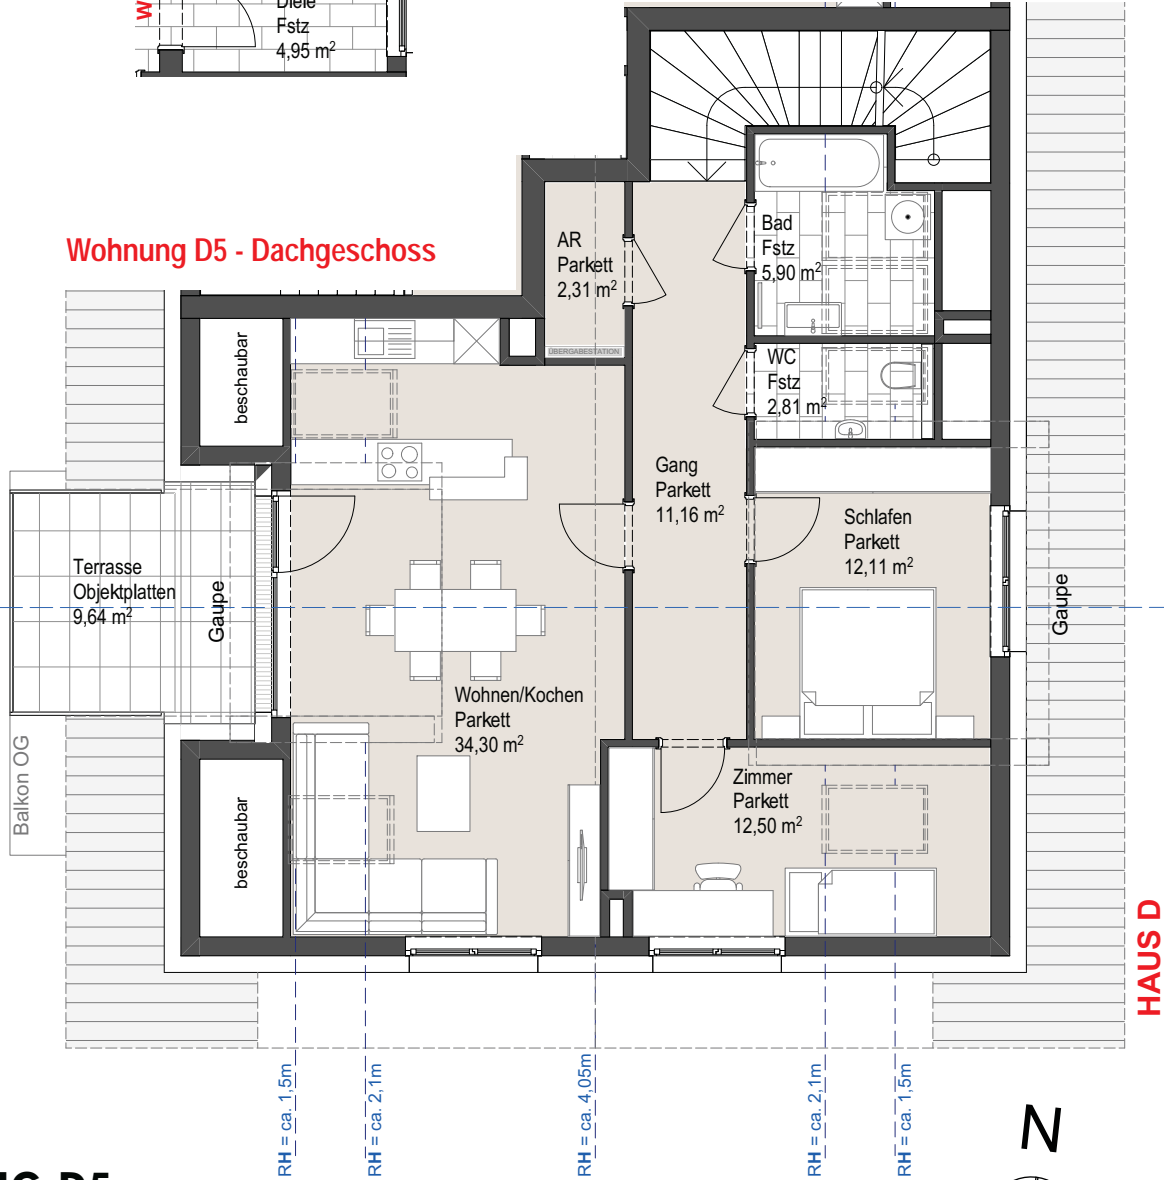 Diele
Fstz
4,95 m²
W
Wohnung D5 - Dachgeschoss
AR
Parkett
2,31 m²
ÜBERGABESTATION
Bad
Fstz
5,90 m²
WC
Fstz
2,81 m²
beschaubar
Gang
Parkett
11,16 m²
Schlafen
Parkett
12,11 m²
Terrasse
Objektplatten
9,64 m²
Gaupe
Gaupe
Wohnen/Kochen
Parkett
34,30 m²
Zimmer
Parkett
12,50 m²
Balkon OG
beschaubar
HAUS D
RH = ca. 1,5m
RH = ca. 2,1m
RH = ca. 4,05m
RH = ca. 2,1m
RH = ca. 1,5m
N
D5